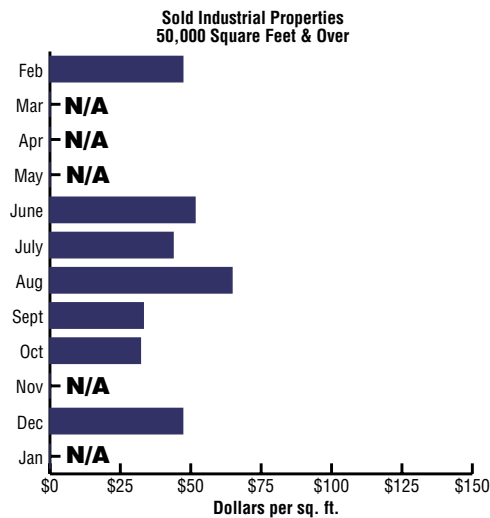 Sold Industrial Properties
50,000 Square Feet & Over
Feb
Mar N/A
Apr N/A
May N/A
June
July
Aug
Sept
Oct
Nov N/A
Dec
Jan N/A
$0 $25 $50 $75 $100 $125 $150
Dollars per sq. ft.